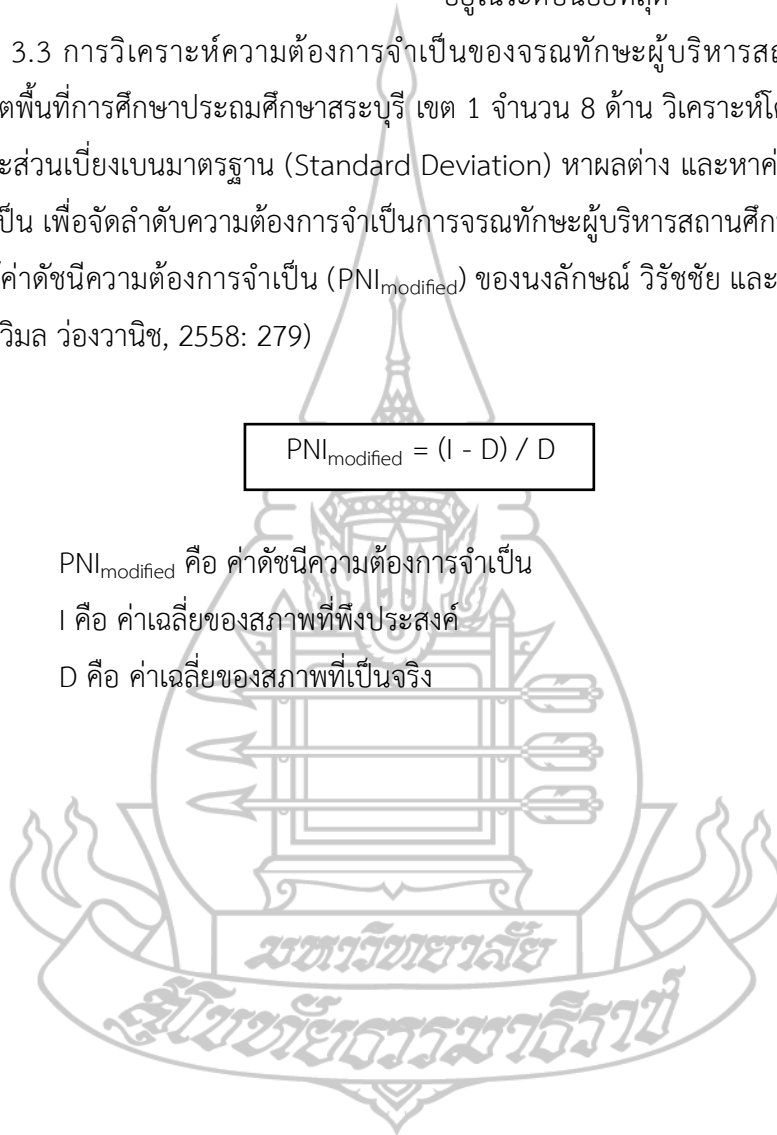 3.3 การวิเคราะห์ความต้องการจำเป็นของจรณทักษะผู้บริหารสถ
ตพื้นที่การศึกษาประถมศึกษาสระบุรี เขต 1 จำนวน 8 ด้าน วิเคราะห์โด
ะส่วนเบี่ยงเบนมาตรฐาน (Standard Deviation) หาผลต่าง และหาค่
ป็น เพื่อจัดลำดับความต้องการจำเป็นการจรณทักษะผู้บริหารสถานศึก
ค่าดัชนีความต้องการจำเป็น (PNImodified) ของนงลักษณ์ วิรัชชัย และ
วิมล ว่องวานิช, 2558: 279)
PNImodified = (I - D) / D
PNImodified คือ ค่าดัชนีความต้องการจำเป็น
I คือ ค่าเฉลี่ยของสภาพที่พึงประสงค์
D คือ ค่าเฉลี่ยของสภาพที่เป็นจริง
มหาวิทยาลัย
สุโขทัยธรรมาธิราช